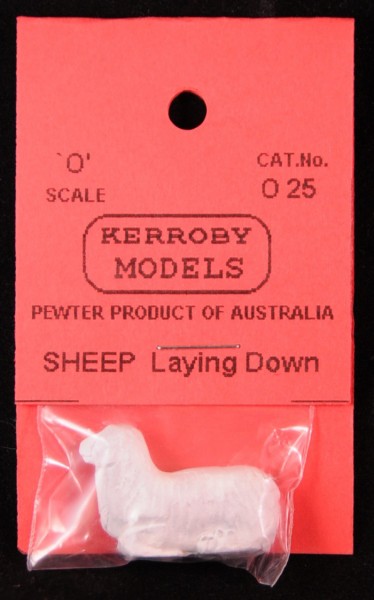 `O'
SCALE
CAT.No.
O 25
KERROBY
MODELS
PEWTER PRODUCT OF AUSTRALIA
SHEEP Laying Down